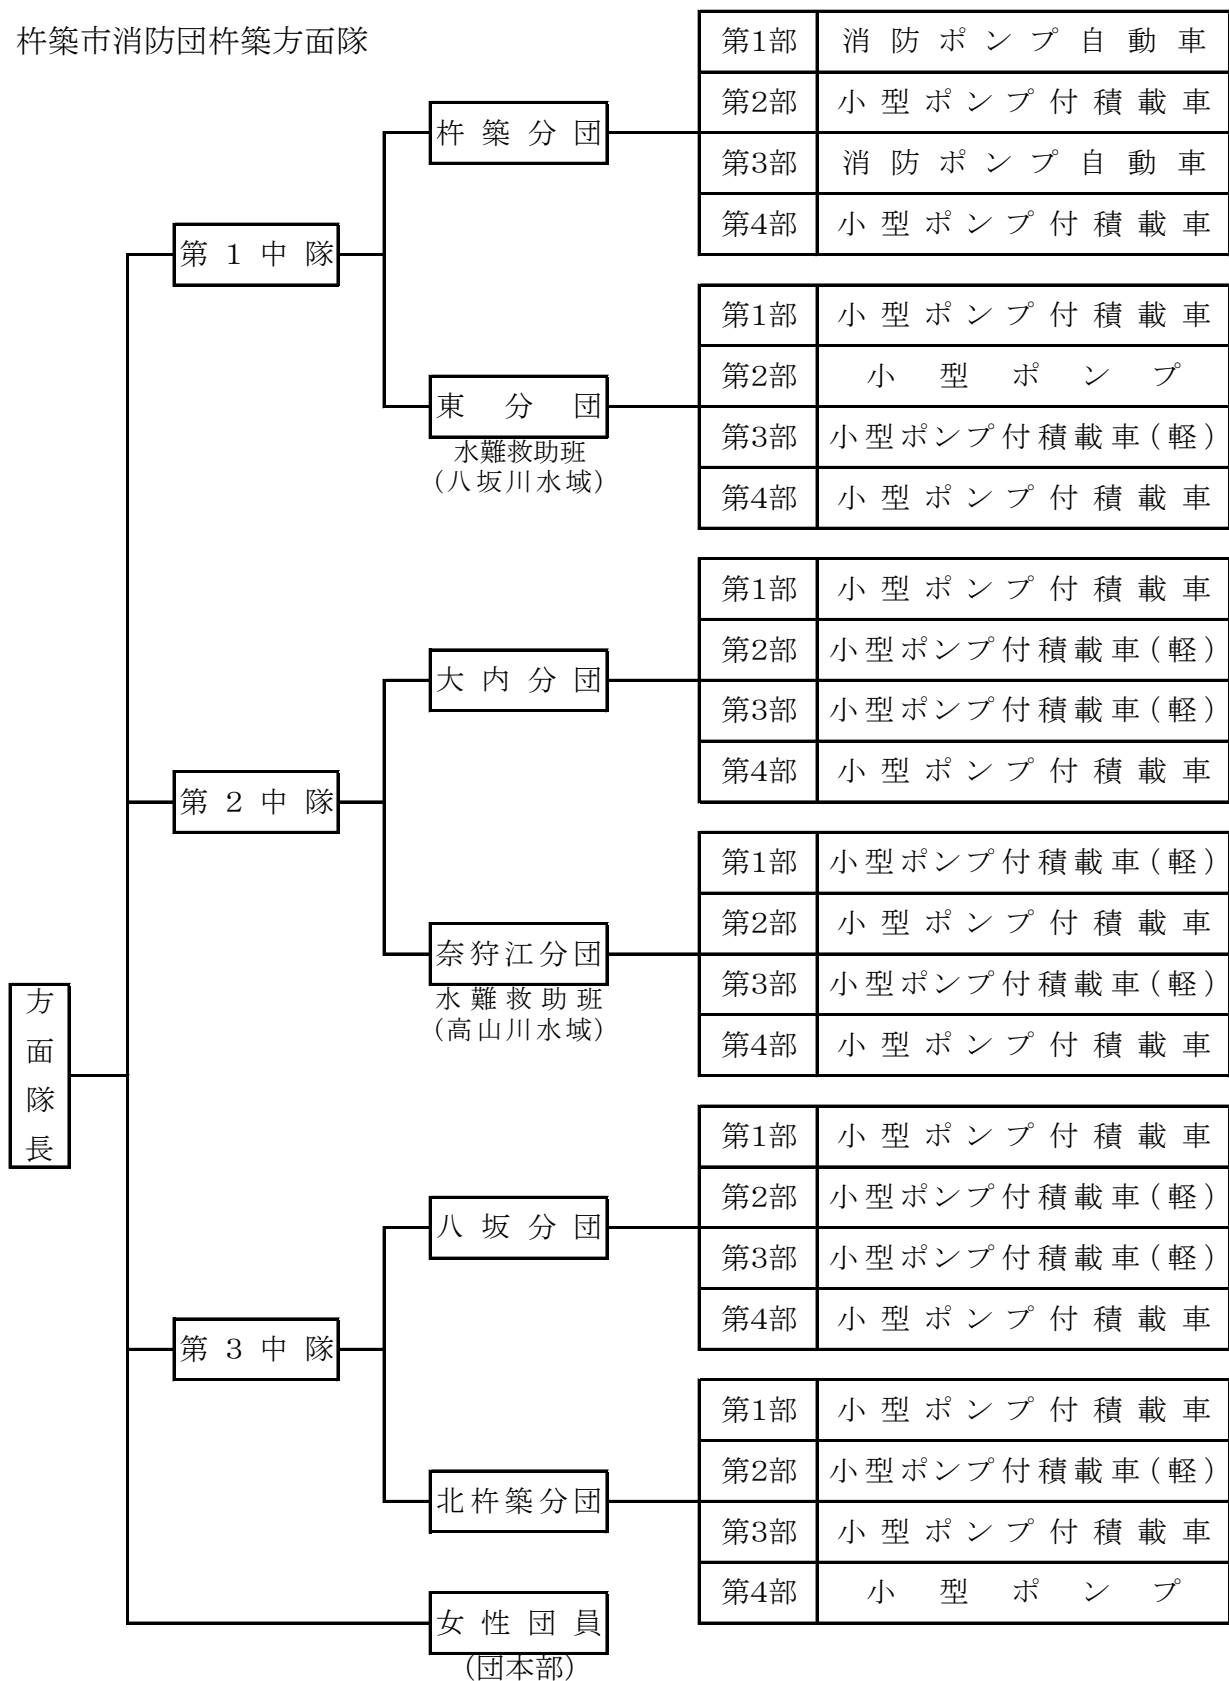 杵築市消防団杵築方面隊
方面隊長
第1中隊
杵築分団
第1部 消防ポンプ自動車
第2部 小型ポンプ付積載車
第3部 消防ポンプ自動車
第4部 小型ポンプ付積載車
東分団
水難救助班
(八坂川水域)
第1部 小型ポンプ付積載車
第2部 小型ポンプ
第3部 小型ポンプ付積載車(軽)
第4部 小型ポンプ付積載車
第2中隊
大内分団
第1部 小型ポンプ付積載車
第2部 小型ポンプ付積載車(軽)
第3部 小型ポンプ付積載車(軽)
第4部 小型ポンプ付積載車
奈狩江分団
水難救助班
(高山川水域)
第1部 小型ポンプ付積載車(軽)
第2部 小型ポンプ付積載車
第3部 小型ポンプ付積載車(軽)
第4部 小型ポンプ付積載車
第3中隊
八坂分団
第1部 小型ポンプ付積載車
第2部 小型ポンプ付積載車(軽)
第3部 小型ポンプ付積載車(軽)
第4部 小型ポンプ付積載車
北杵築分団
第1部 小型ポンプ付積載車
第2部 小型ポンプ付積載車(軽)
第3部 小型ポンプ付積載車
第4部 小型ポンプ
女性団員
(団本部)